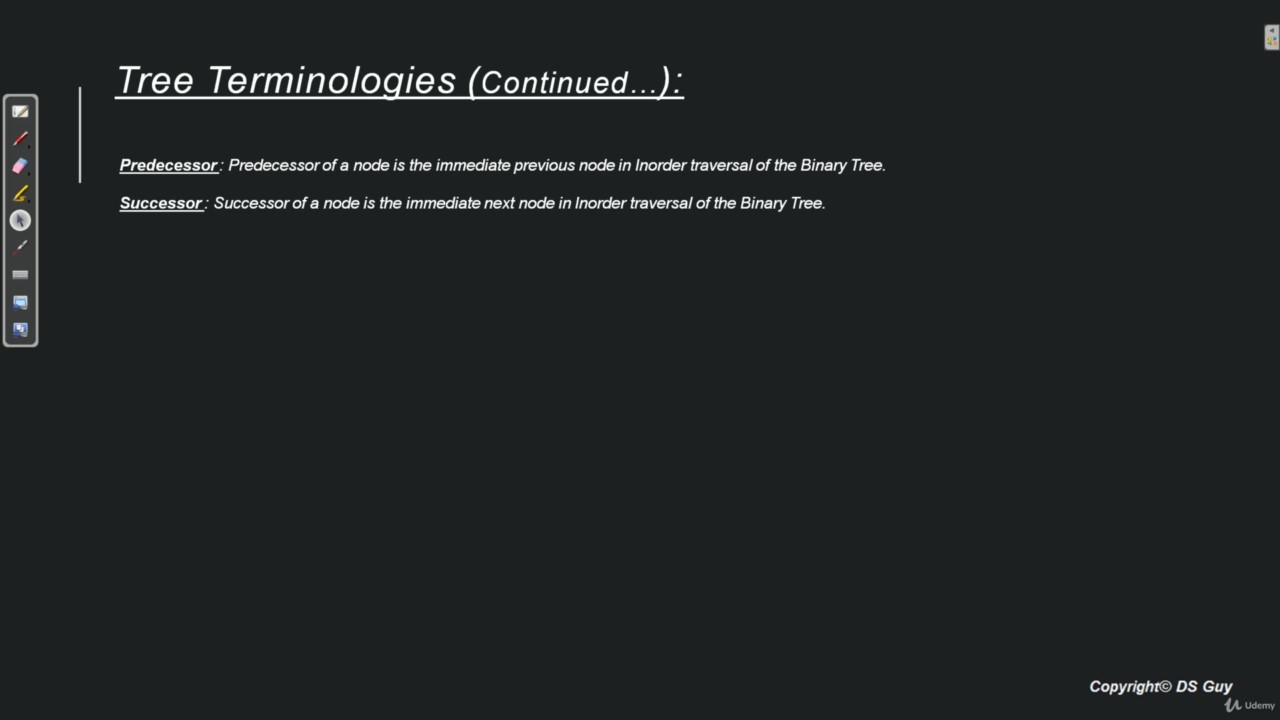 Tree Terminologies (Continued...):
Predecessor: Predecessor of a node is the immediate previous node in Inorder traversal of the Binary Tree.
Successor: Successor of a node is the immediate next node in Inorder traversal of the Binary Tree.
Copyright© DS Guy
Udemy